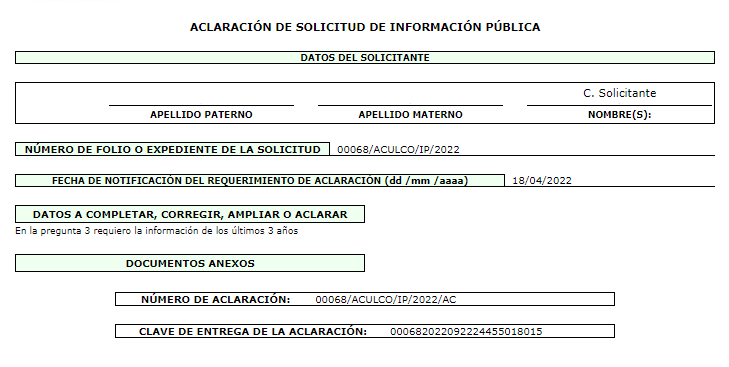 ACLARACIÓN DE SOLICITUD DE INFORMACIÓN PÚBLICA
DATOS DEL SOLICITANTE
C. Solicitante
APELLIDO PATERNO APELLIDO MATERNO NOMBRE(S):
NÚMERO DE FOLIO O EXPEDIENTE DE LA SOLICITUD 00068/ACULCO/IP/2022
FECHA DE NOTIFICACIÓN DEL REQUERIMIENTO DE ACLARACIÓN (dd /mm /aaaa) 18/04/2022
DATOS A COMPLETAR, CORREGIR, AMPLIAR O ACLARAR
En la pregunta 3 requiero la información de los últimos 3 años
DOCUMENTOS ANEXOS
NÚMERO DE ACLARACIÓN: 00068/ACULCO/IP/2022/AC
CLAVE DE ENTREGA DE LA ACLARACIÓN: 000682022092224455018015